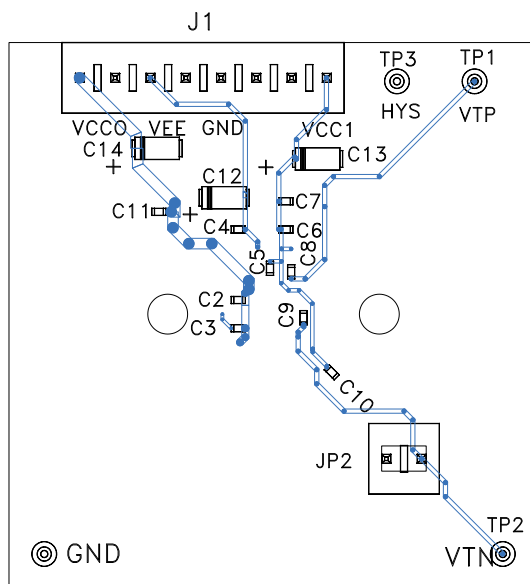 J1
TP3 TP1
HYS VTP
VCCO VEE GND VCC1
C14 C13
C12
C7
C11
C4 C6
C5 C8
C2
C3 C9
C10
JP2
TP2
GND VTN